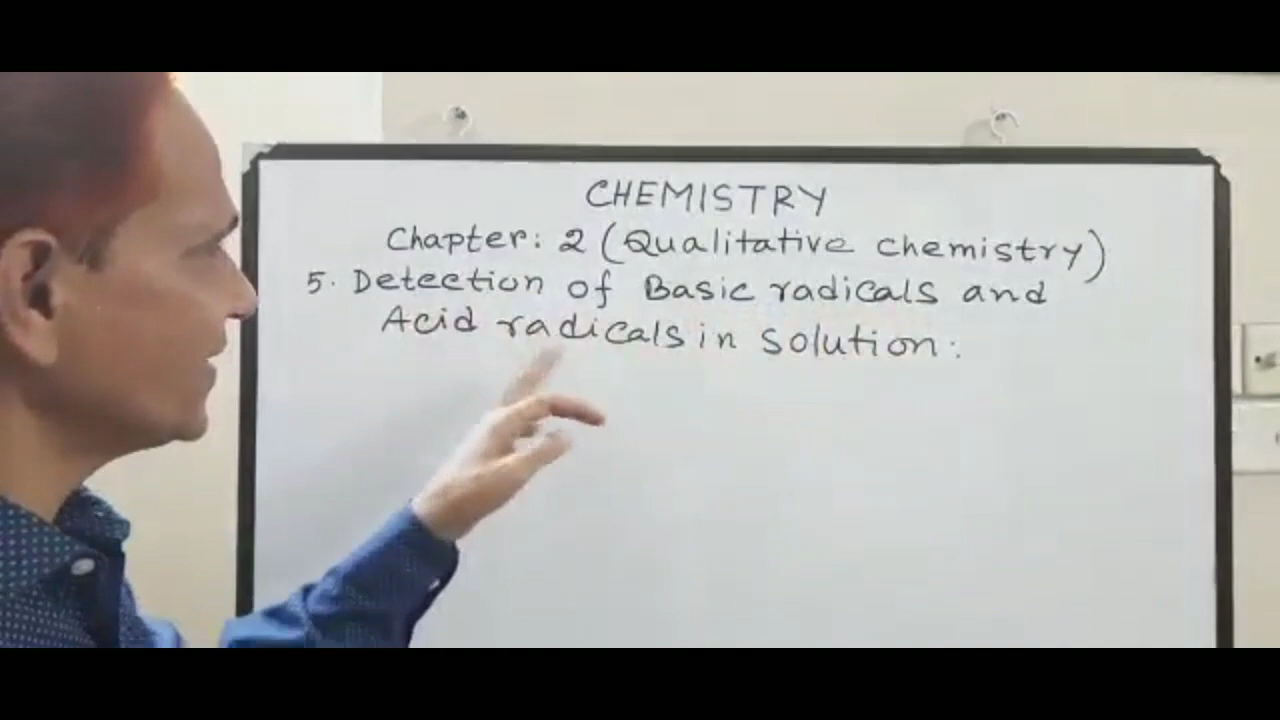 CHEMISTRY
Chapter: 2 (Qualitative chemistry)
5. Detection of Basic radicals and
Acid radicals in solution: